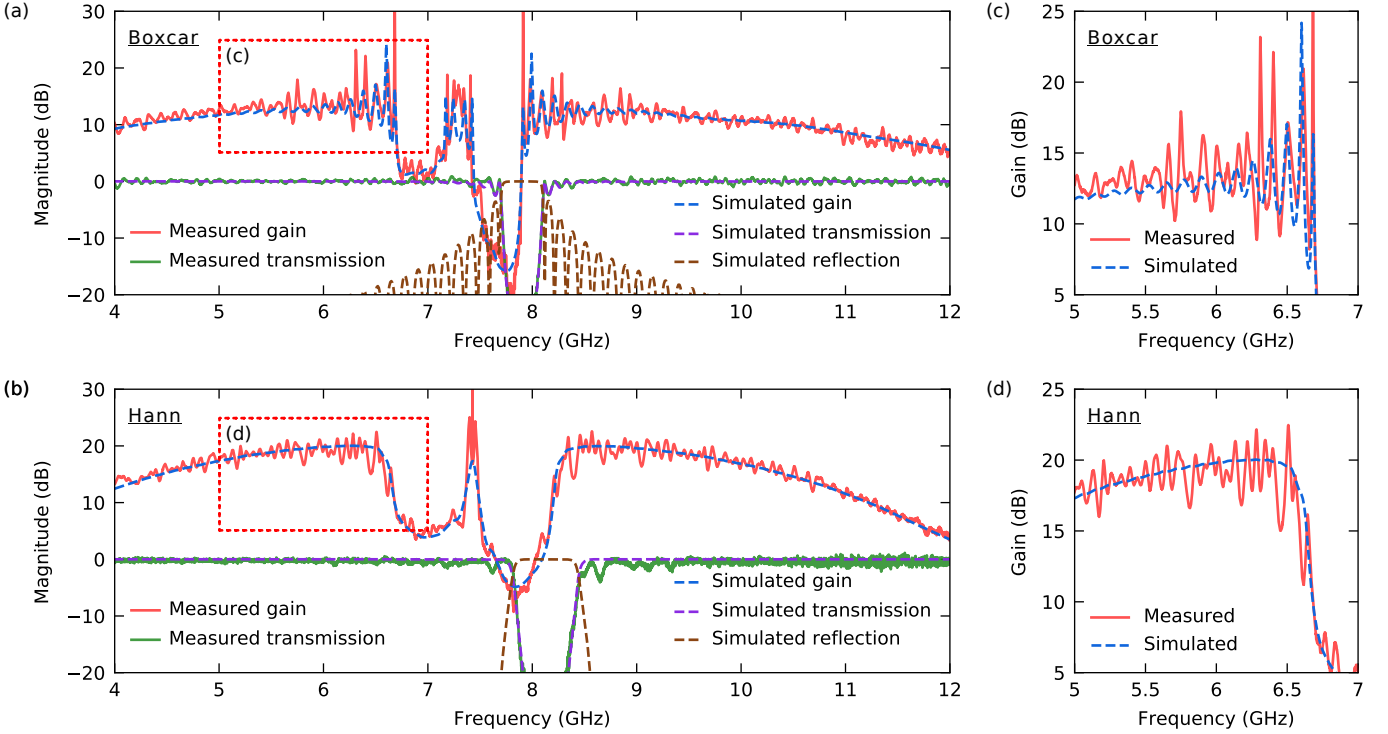 (a)
Boxcar
(c)
30
20
10
0
−10
−20
Magnitude (dB)
Measured gain
Measured transmission
Simulated gain
Simulated transmission
Simulated reflection
4 5 6 7 8 9 10 11 12
Frequency (GHz)
(c)
Boxcar
25
20
15
10
5
Gain (dB)
Measured
Simulated
5 5.5 6 6.5 7
Frequency (GHz)
(b)
Hann
(d)
30
20
10
0
−10
−20
Magnitude (dB)
Measured gain
Measured transmission
Simulated gain
Simulated transmission
Simulated reflection
4 5 6 7 8 9 10 11 12
Frequency (GHz)
(d)
Hann
25
20
15
10
5
Gain (dB)
Measured
Simulated
5 5.5 6 6.5 7
Frequency (GHz)